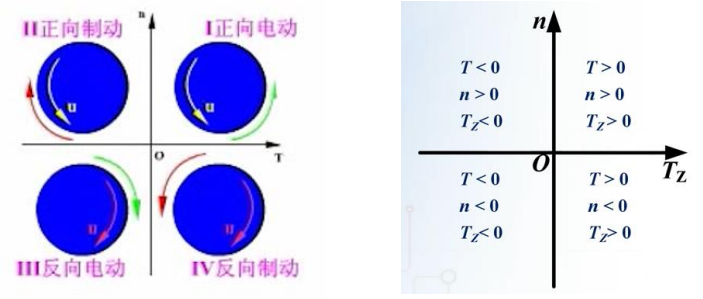 n
II正向制动
I正向电动
u
u
O
T
u
u
III反向电动
IV反向制动
n
T < 0
n > 0
T_Z< 0
T > 0
n > 0
T_Z> 0
O
T_Z
T < 0
n < 0
T_Z< 0
T > 0
n < 0
T_Z> 0